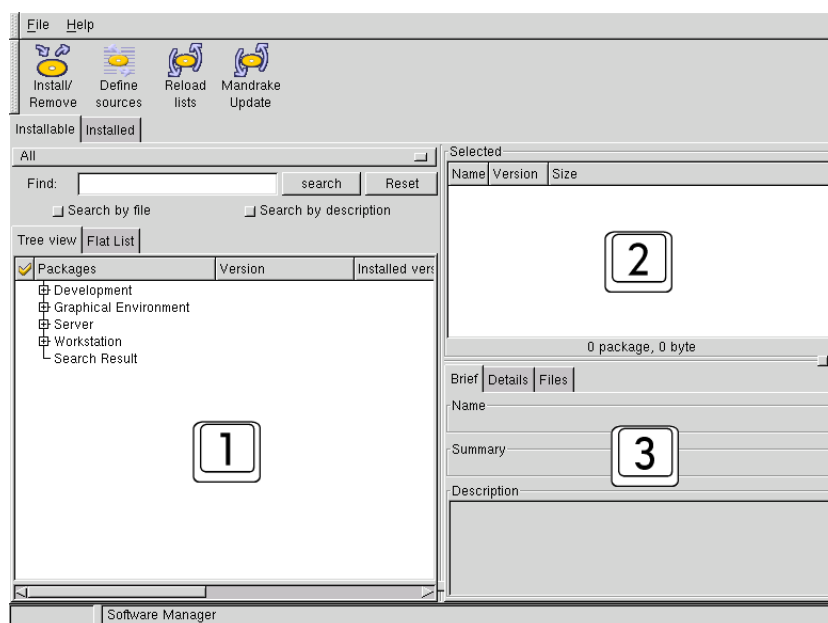 File Help
Install/ Remove
Define sources
Reload lists
Mandrake Update
Installable Installed
All
Find: search Reset
Search by file Search by description
Tree view Flat List
Packages Version Installed vers
Development
Graphical Environment
Server
Workstation
Search Result
1
Selected
Name Version Size
2
0 package, 0 byte
Brief Details Files
Name
Summary
3
Description
Software Manager